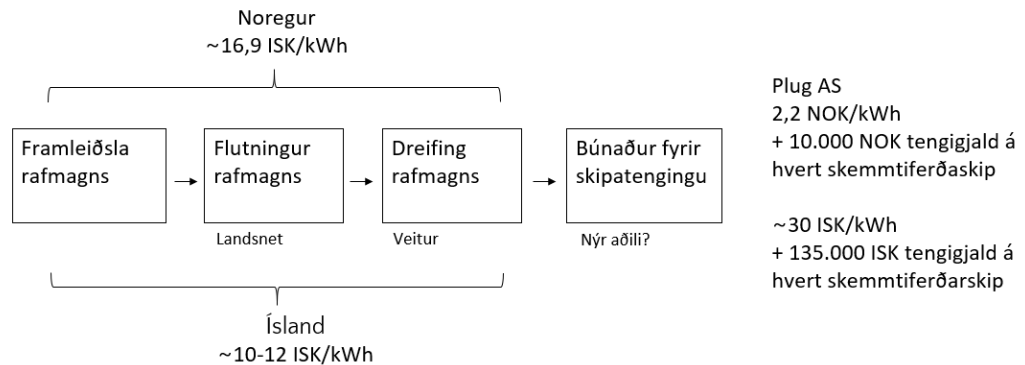 Noregur
~16,9 ISK/kWh
Framleiðsla
rafmagns
Flutningur
rafmagns
Dreifing
rafmagns
Búnaður fyrir
skipatengingu
Landsnet
Veitur
Nýr aðili?
Ísland
~10-12 ISK/kWh
Plug AS
2,2 NOK/kWh
+ 10.000 NOK tengigjald á
hvert skemmtiferðaskip
~30 ISK/kWh
+ 135.000 ISK tengigjald á
hvert skemmtiferðarskip